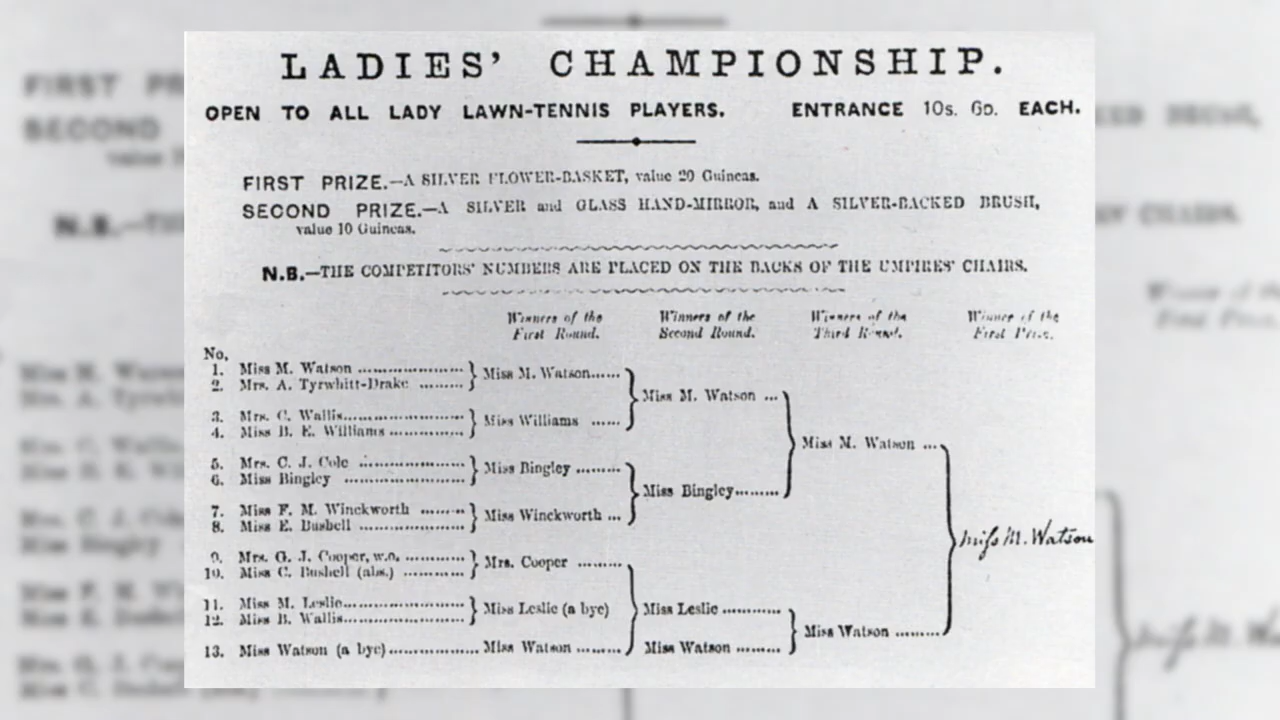 LADIES' CHAMPIONSHIP.
OPEN TO ALL LADY LAWN-TENNIS PLAYERS. ENTRANCE 10s. 6D. EACH.
FIRST PRIZE.—A SILVER FLOWER-BASKET, value 20 Guineas.
SECOND PRIZE.—A SILVER and GLASS HAND-MIRROR, and A SILVER-BACKED BRUSH,
value 10 Guineas.
N.B.—THE COMPETITORS' NUMBERS ARE PLACED ON THE BACKS OF THE UMPIRES' CHAIRS.
Winners of the First Round. Winners of the Second Round. Winners of the Third Round. Winner of the First Prize.
No.
1. Miss M. Watson
2. Mrs. A. Tyrwhitt-Drake
Miss M. Watson
3. Mrs. C. Wallis
4. Miss B. E. Williams
Miss Williams
Miss M. Watson
5. Mrs. C. J. Cole
6. Miss Bingley
Miss Bingley
7. Miss F. M. Winckworth
8. Miss E. Bushell
Miss Winckworth
Miss Bingley
Miss M. Watson
9. Mrs. G. J. Cooper, w.o.
10. Miss C. Bushell (abs.)
Mrs. Cooper
11. Miss M. Leslie
12. Miss B. Wallis
Miss Leslie (a bye)
Miss Leslie
13. Miss Watson (a bye)
Miss Watson
Miss Watson
Miss Watson
Miss M. Watson